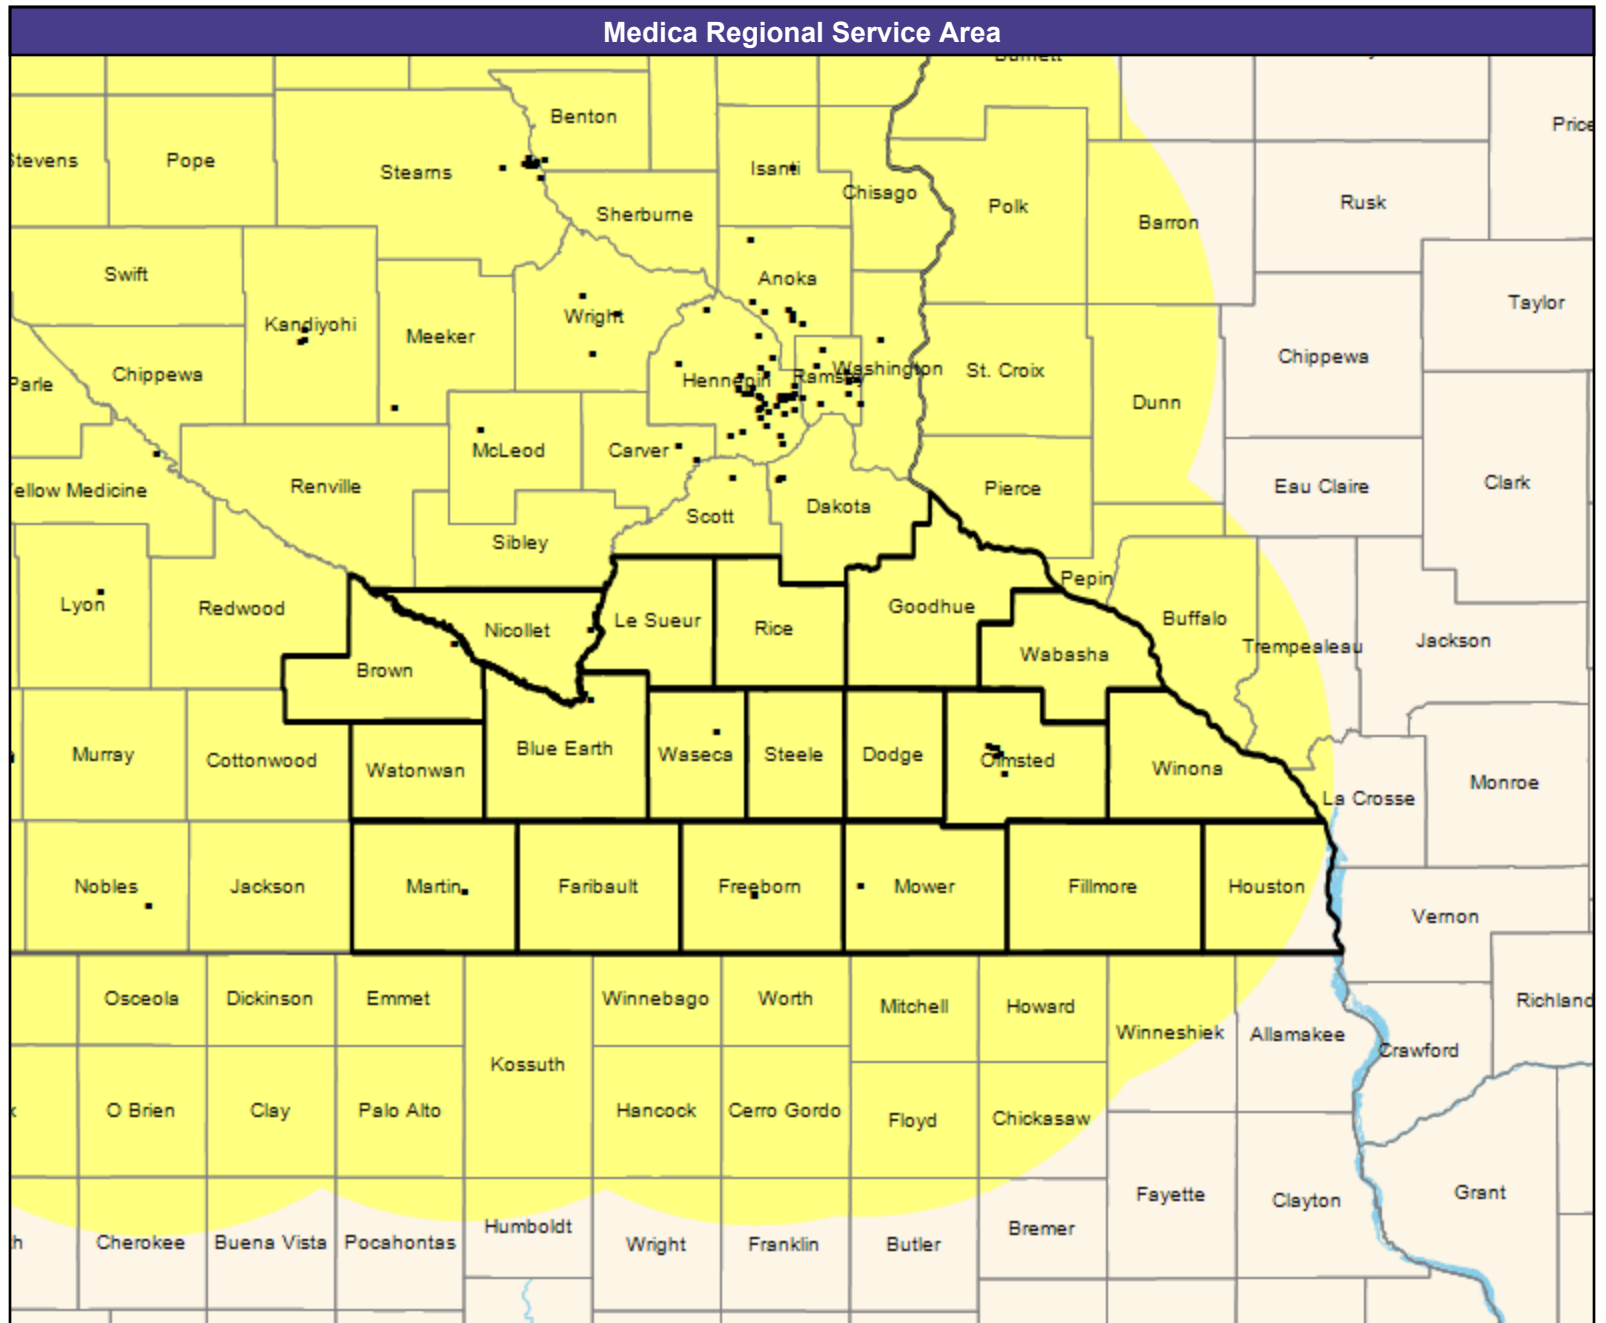 Medica Regional Service Area
Price
Benton
Stevens
Pope
Stearns
Isanti
Chisago
Polk
Barron
Rusk
Sherburne
Swift
Anoka
Taylor
Kandiyohi
Meeker
Wright
Chippewa
Parle
Chippewa
Hennepin
Ramsey
Washington
St. Croix
Dunn
McLeod
Carver
Yellow Medicine
Renville
Pierce
Eau Claire
Clark
Scott
Dakota
Sibley
Pepin
Lyon
Redwood
Nicollet
Le Sueur
Rice
Goodhue
Buffalo
Trempealeau
Jackson
Brown
Wabasha
Murray
Cottonwood
Watonwan
Blue Earth
Waseca
Steele
Dodge
Olmsted
Winona
La Crosse
Monroe
Nobles
Jackson
Martin
Faribault
Freeborn
Mower
Fillmore
Houston
Vernon
Osceola
Dickinson
Emmet
Winnebago
Worth
Mitchell
Howard
Richland
Winneshiek
Allamakee
Crawford
Kossuth
O Brien
Clay
Palo Alto
Hancock
Cerro Gordo
Floyd
Chickasaw
Fayette
Clayton
Grant
Humboldt
Bremer
Cherokee
Buena Vista
Pocahontas
Wright
Franklin
Butler